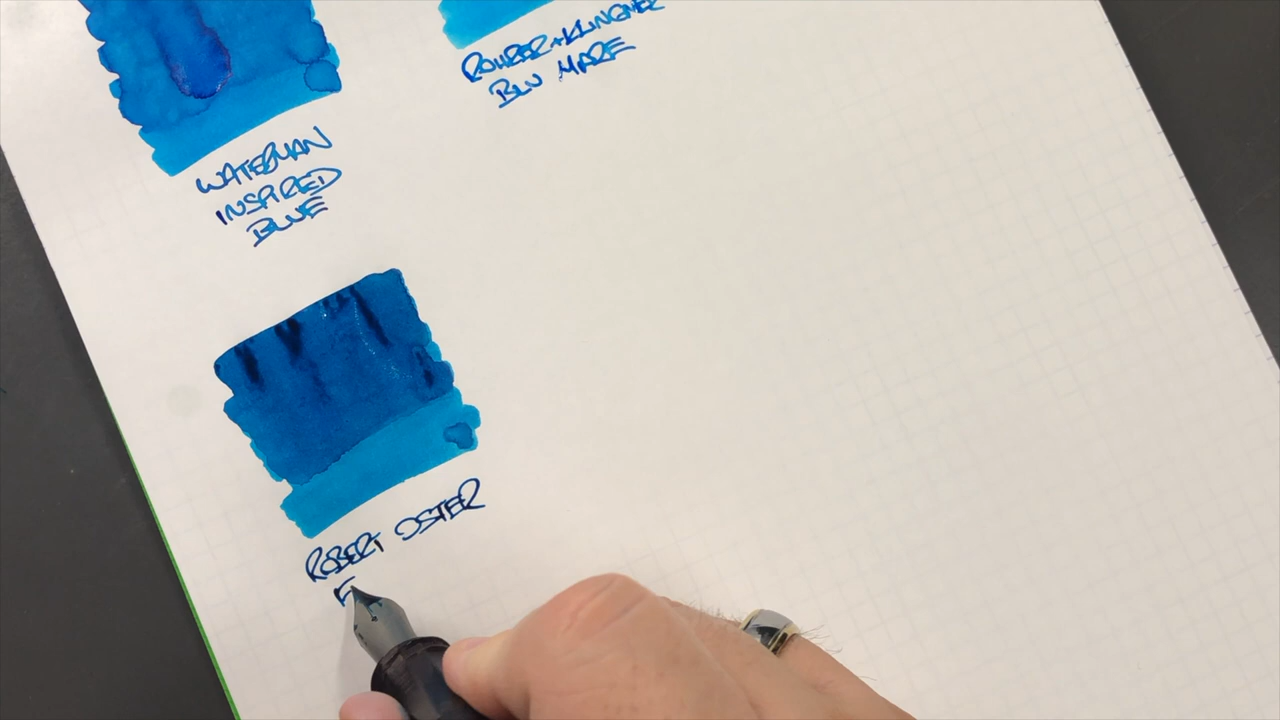 WATERMAN
INSPIRED
BLUE
ROHRER+KLINGNER
BLU MARE
ROBERT OSTER
F